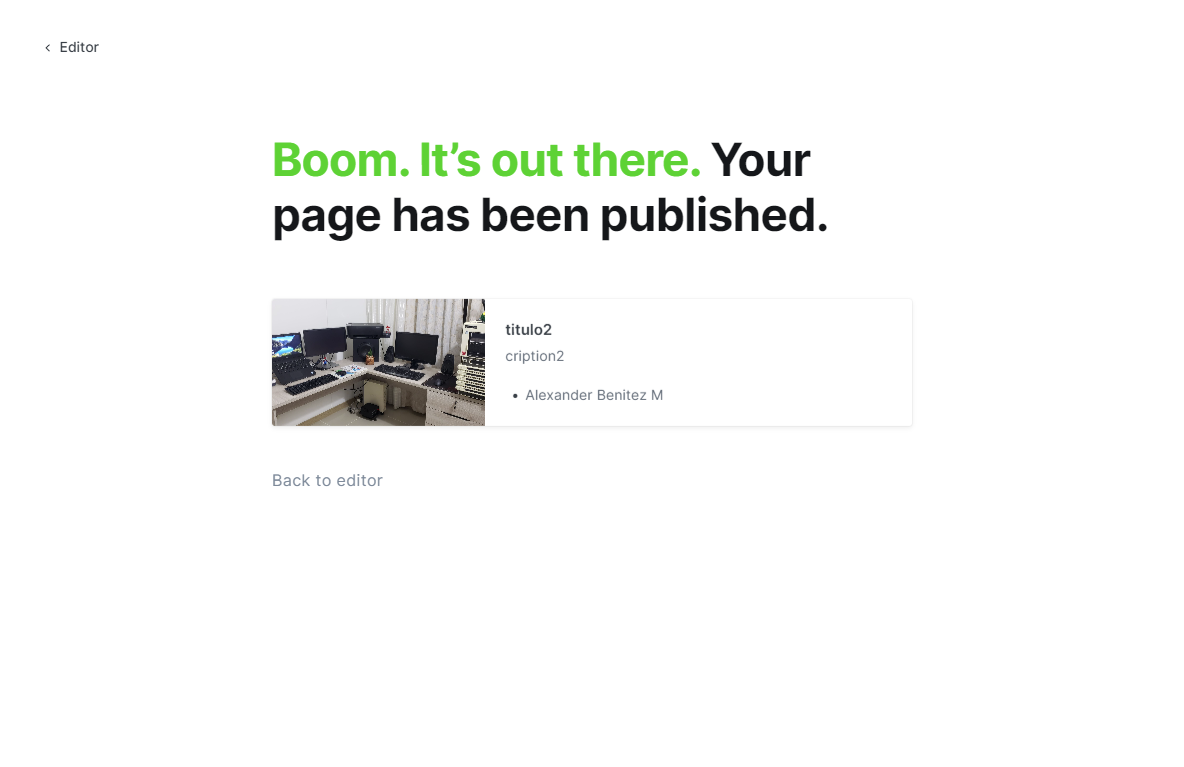 Editor
Boom. It’s out there. Your
page has been published.
titulo2
cription2
• Alexander Benitez M
Back to editor